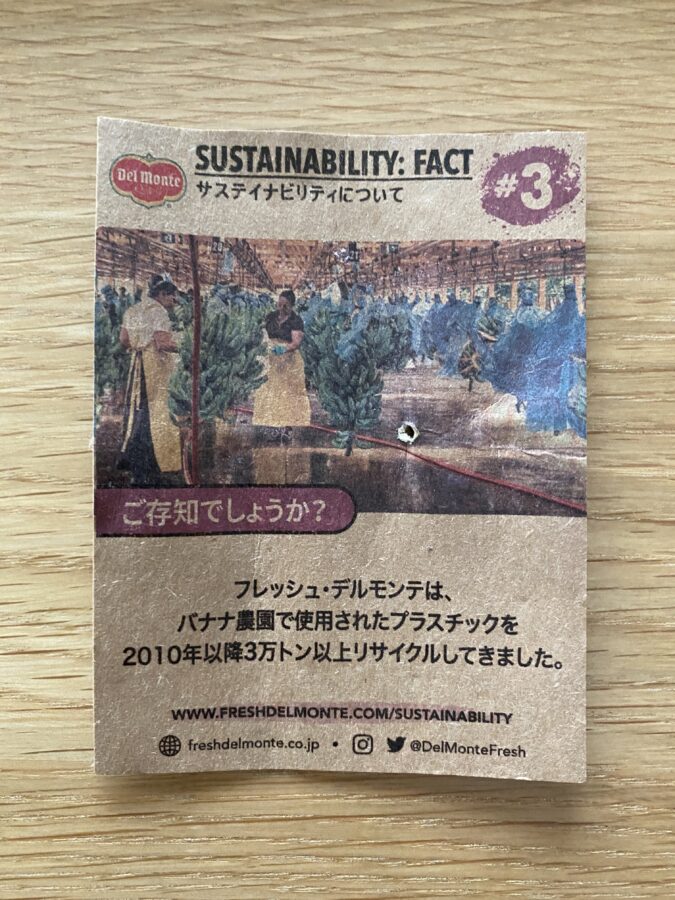 Del Monte
SUSTAINABILITY: FACT
サステイナビリティについて
#3
ご存知でしょうか？
フレッシュ・デルモンテは、
バナナ農園で使用されたプラスチックを
2010年以降3万トン以上リサイクルしてきました。
WWW.FRESHDELMONTE.COM/SUSTAINABILITY
freshdelmonte.co.jp • @DelMonteFresh